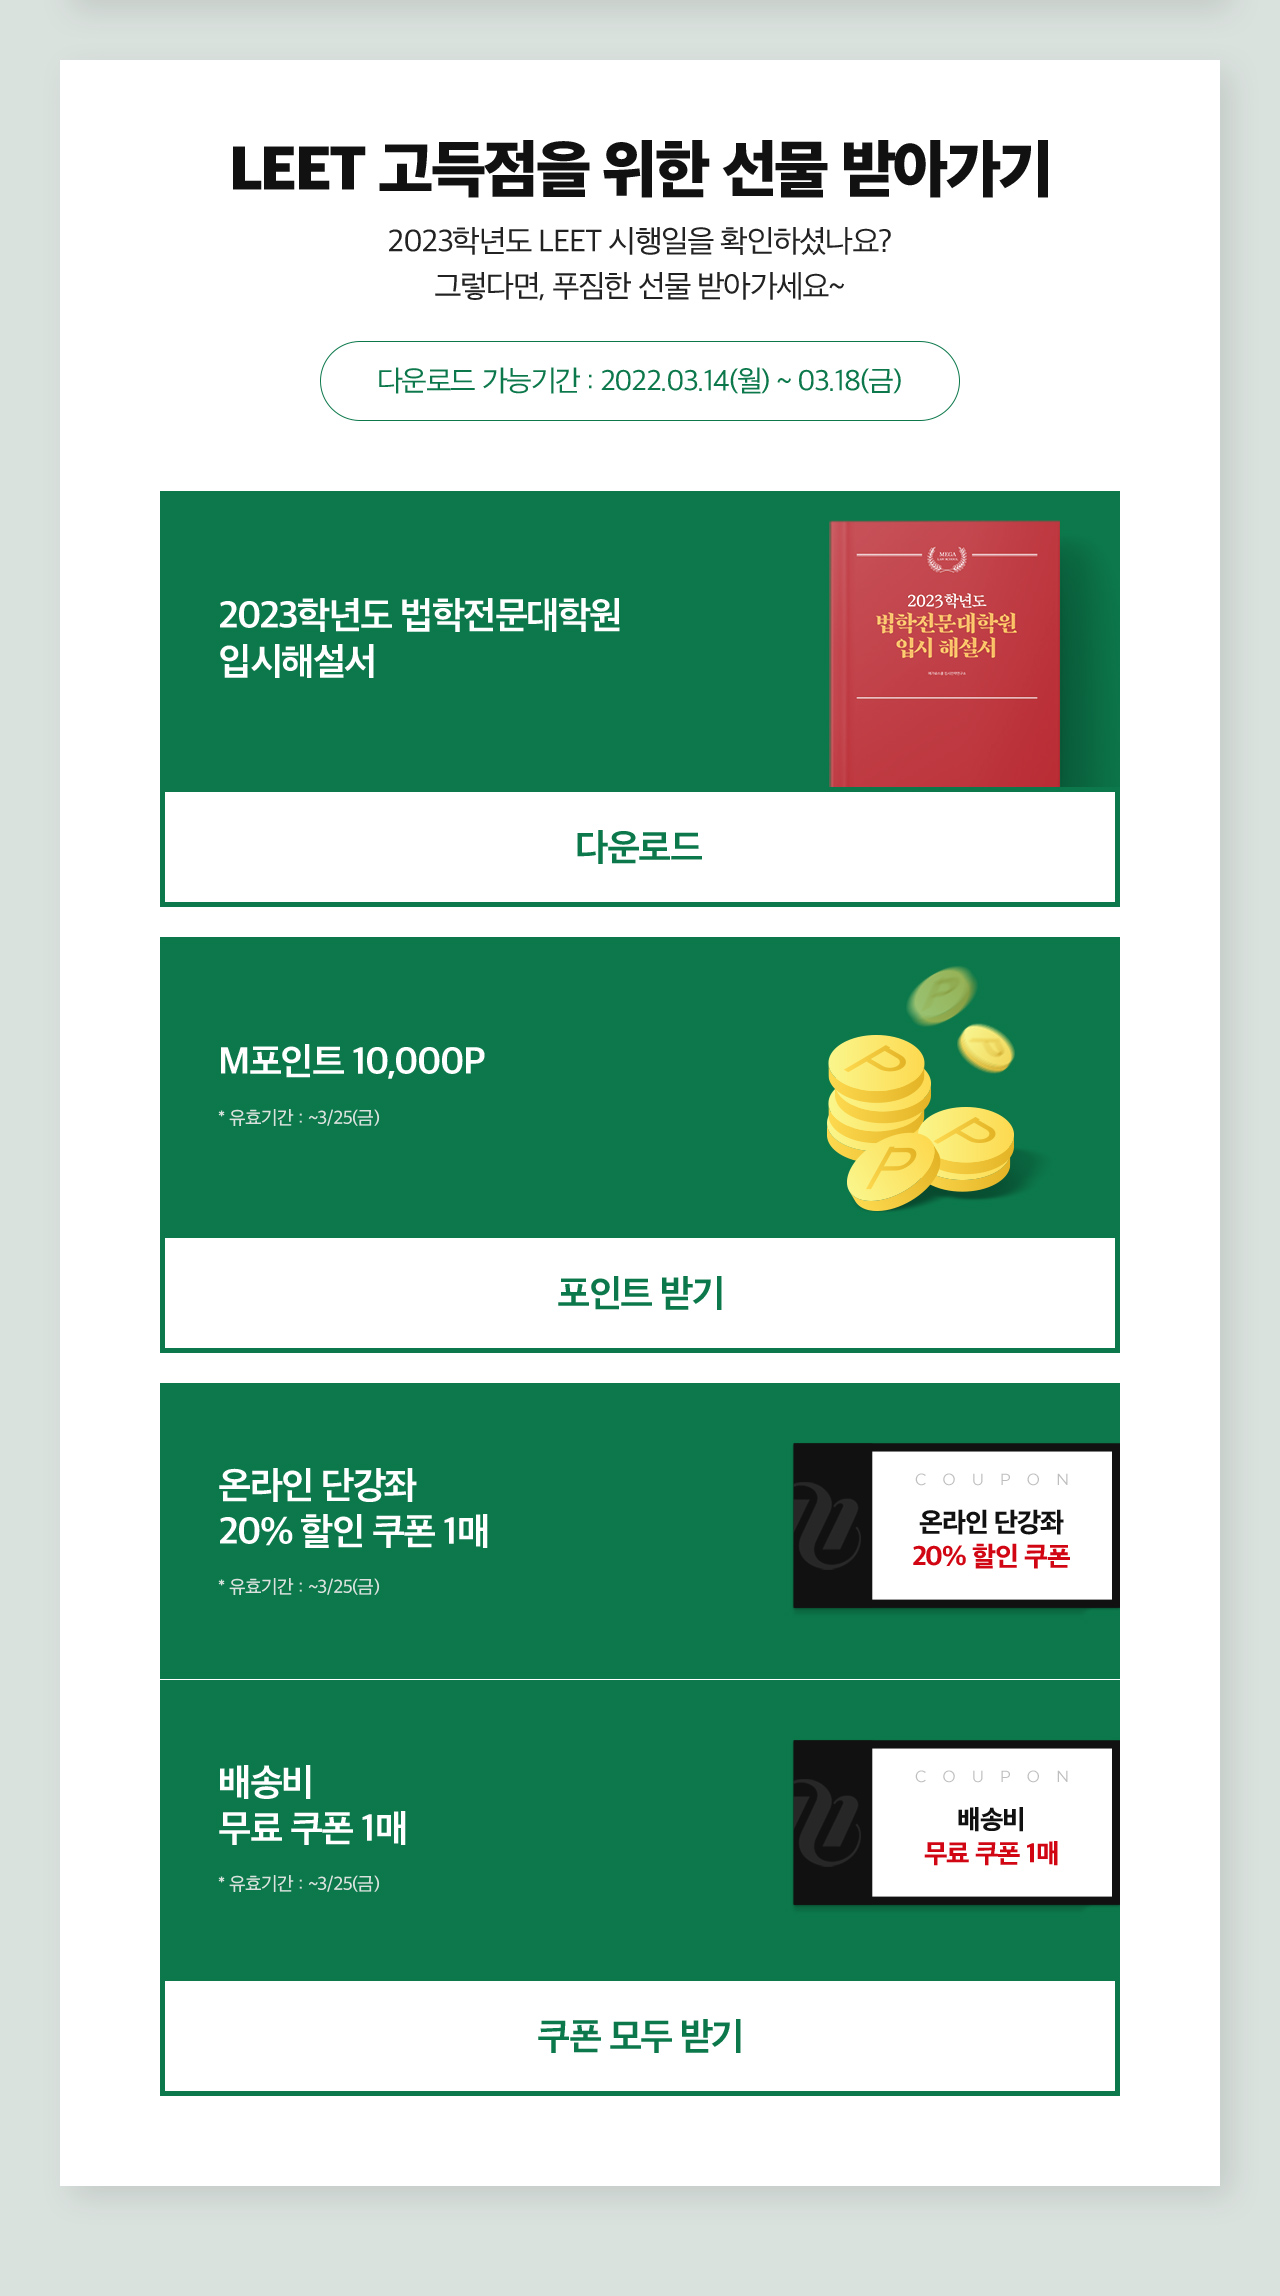 LEET 고득점을 위한 선물 받아가기
2023학년도 LEET 시행일을 확인하셨나요?
그렇다면, 푸짐한 선물 받아가세요~
다운로드 가능기간 : 2022.03.14(월) ~ 03.18(금)
2023학년도 법학전문대학원
입시해설서
MEGA
2023학년도
법학전문대학원
입시 해설서
다운로드
M포인트 10,000P
* 유효기간 : ~3/25(금)
P
P
P
P
P
포인트 받기
온라인 단강좌
20% 할인 쿠폰 1매
* 유효기간 : ~3/25(금)
COUPON
온라인 단강좌
20% 할인 쿠폰
배송비
무료 쿠폰 1매
* 유효기간 : ~3/25(금)
COUPON
배송비
무료 쿠폰 1매
쿠폰 모두 받기